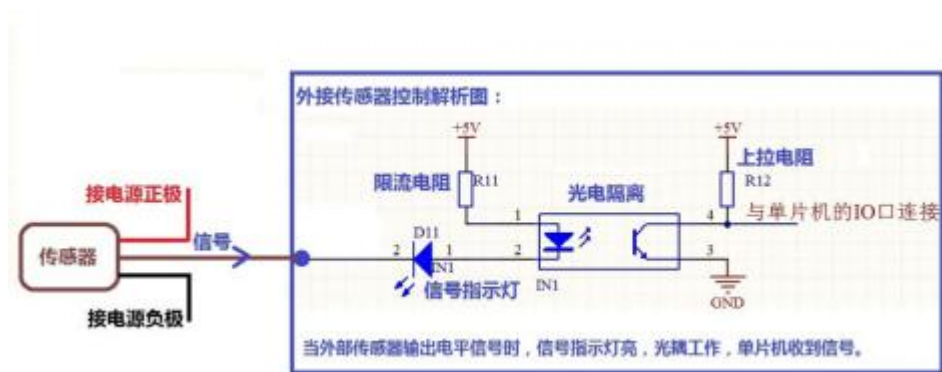 外接传感器控制解析图：
+5V
+5V
上拉电阻
限流电阻
R11
光电隔离
R12
接电源正极
1
4
与单片机的IO口连接
信号
D11
传感器
2
1
2
3
IN1
信号指示灯
IN1
GND
接电源负极
当外部传感器输出电平信号时，信号指示灯亮，光耦工作，单片机收到信号。